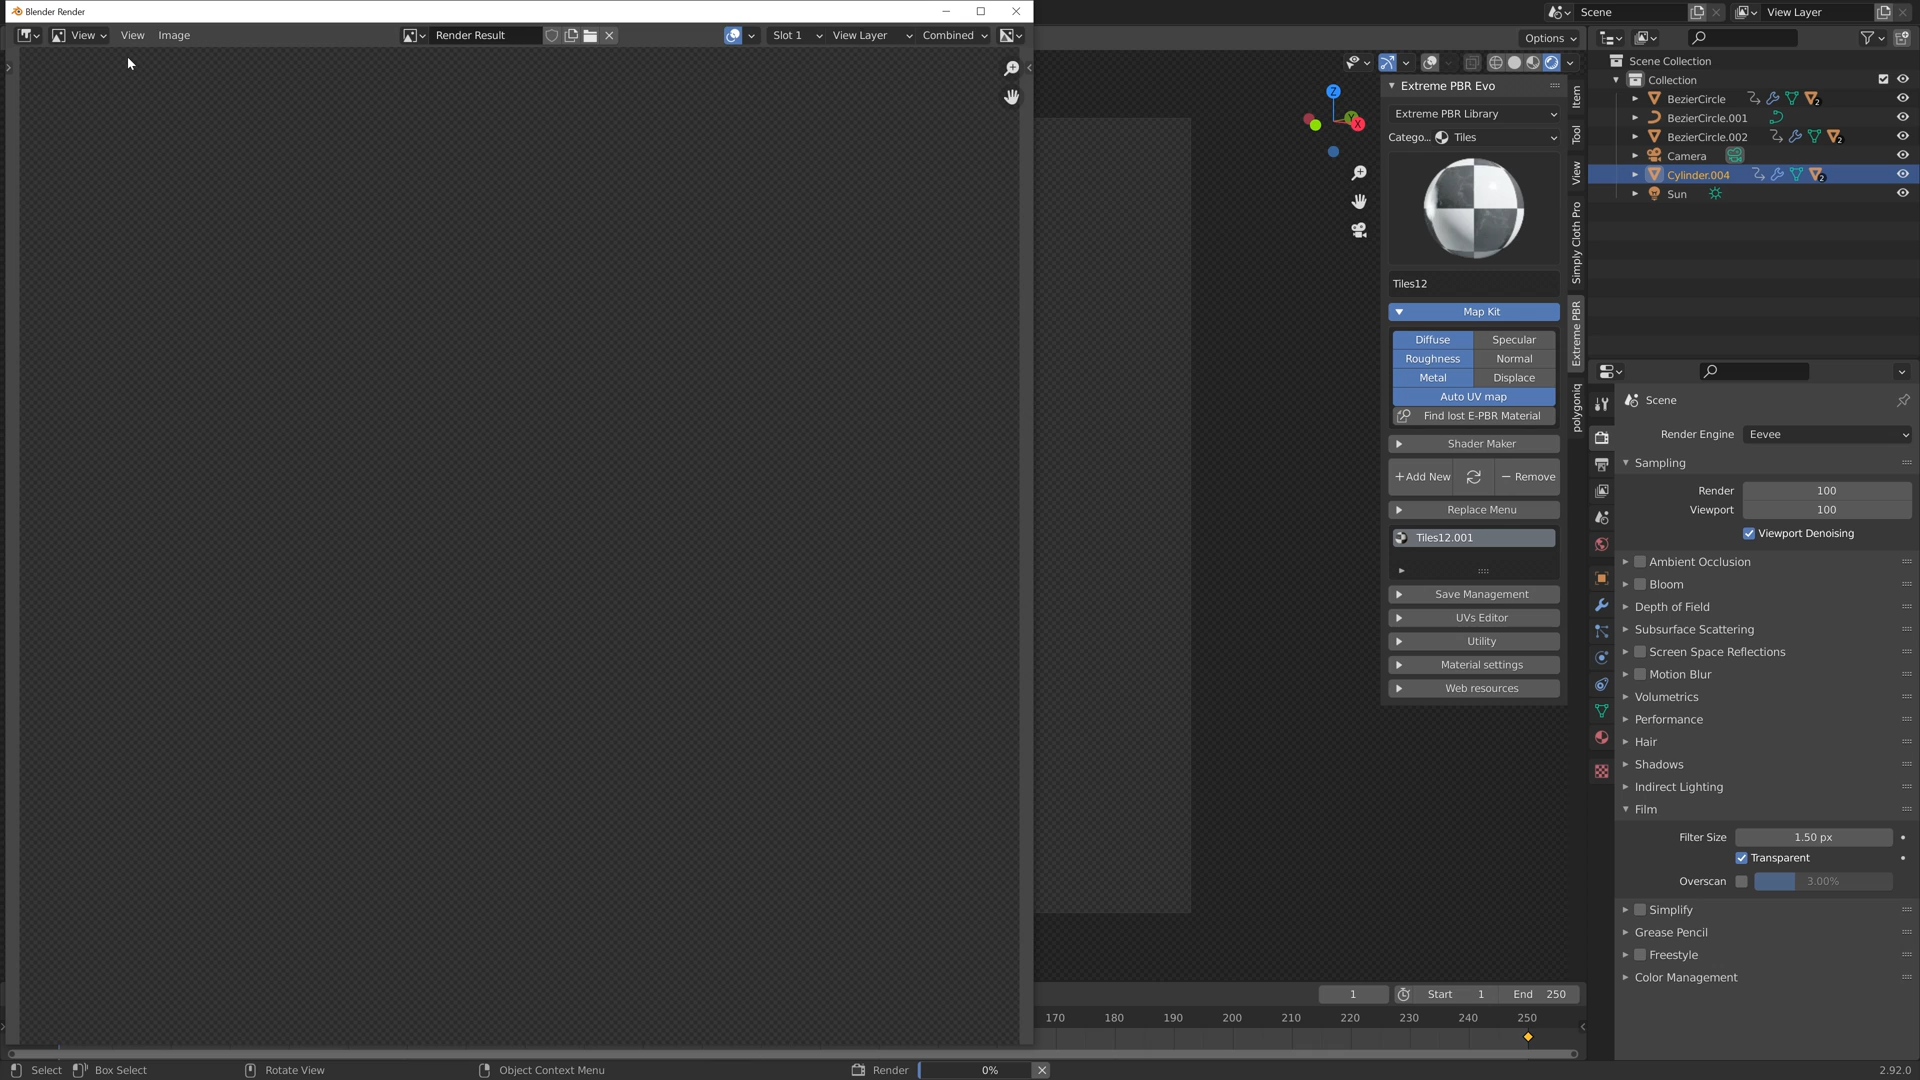 Blender Render
View View Image Render Result Slot 1 View Layer Combined
Options
Scene View Layer
Scene Collection
Collection
BezierCircle 2
BezierCircle.001
BezierCircle.002 2
Camera
Cylinder.004 2
Sun
Z
Y
X
Extreme PBR Evo
Extreme PBR Library
Catego... Tiles
Tiles12
Map Kit
Diffuse Specular
Roughness Normal
Metal Displace
Auto UV map
Find lost E-PBR Material
Shader Maker
+Add New − Remove
Replace Menu
Tiles12.001
Save Management
UVs Editor
Utility
Material settings
Web resources
Item
Tool
View
Simply Cloth Pro
Extreme PBR
polygoniq
Scene
Render Engine Eevee
Sampling
Render 100
Viewport 100
Viewport Denoising
Ambient Occlusion
Bloom
Depth of Field
Subsurface Scattering
Screen Space Reflections
Motion Blur
Volumetrics
Performance
Hair
Shadows
Indirect Lighting
Film
Filter Size 1.50 px
Transparent
Overscan 3.00%
Simplify
Grease Pencil
Freestyle
Color Management
1 Start 1 End 250
170 180 190 200 210 220 230 240 250
Select Box Select Rotate View Object Context Menu Render 0% 2.92.0